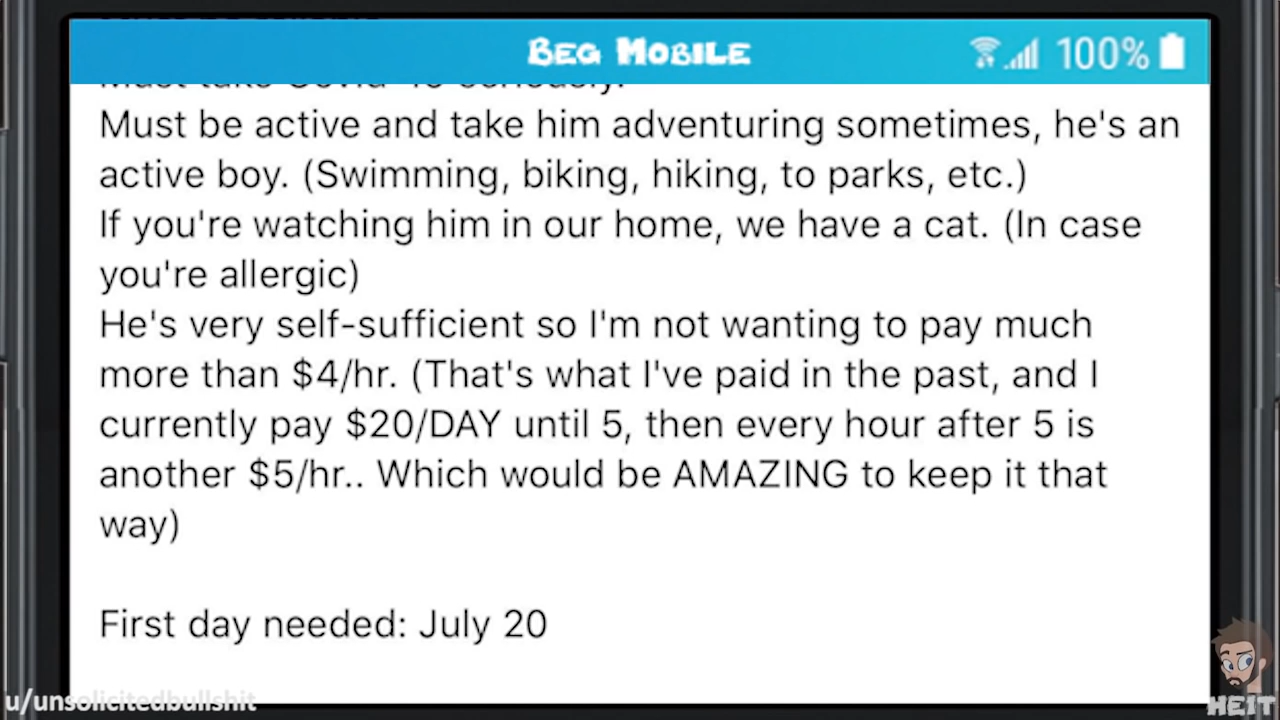 BEG MOBILE
100%
Must be active and take him adventuring sometimes, he's an
active boy. (Swimming, biking, hiking, to parks, etc.)
If you're watching him in our home, we have a cat. (In case
you're allergic)
He's very self-sufficient so I'm not wanting to pay much
more than $4/hr. (That's what I've paid in the past, and I
currently pay $20/DAY until 5, then every hour after 5 is
another $5/hr.. Which would be AMAZING to keep it that
way)
First day needed: July 20
u/unsolicitedbullshit
HEIT